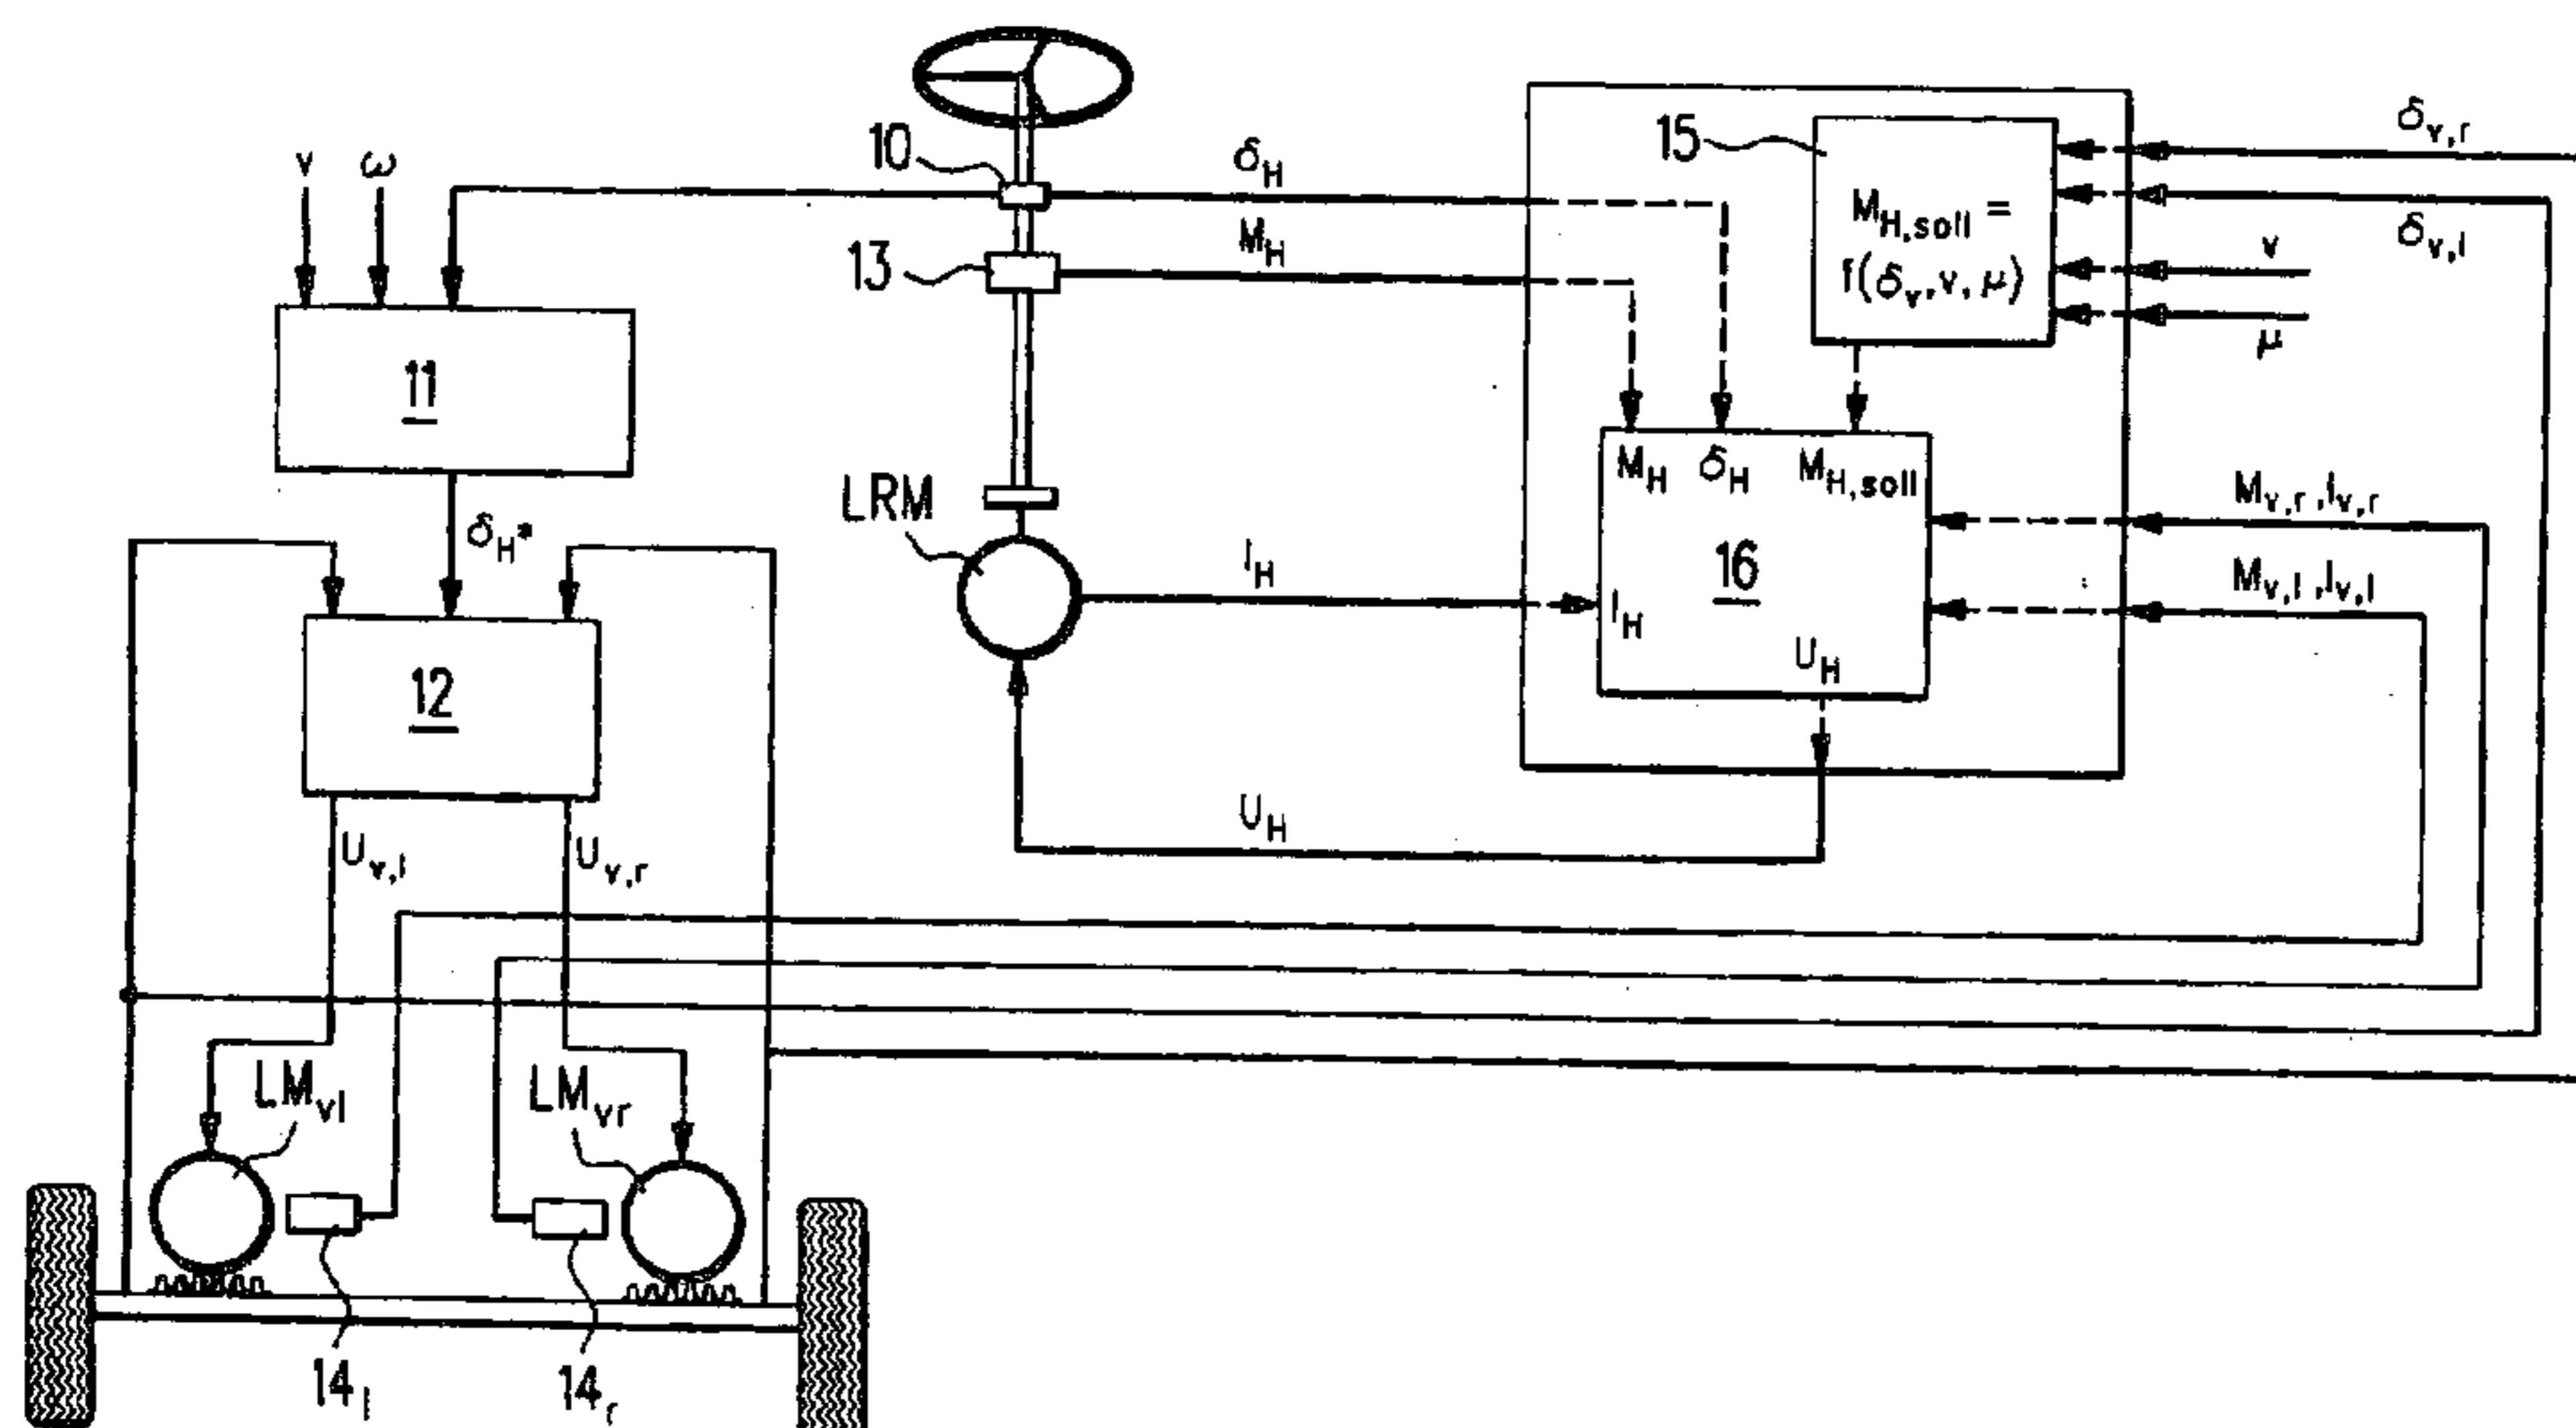 v ω
10
δH
MH
13
15
MH,soll =
f(δv, v, μ)
δv,r
δv,l
v
μ
11
δH*
LRM
IH
MH δH MH,soll
16
IH
UH
Mv,r, Iv,r
Mv,l, Iv,l
12
Uv,l
Uv,r
UH
LMvl
LMvr
14l
14r